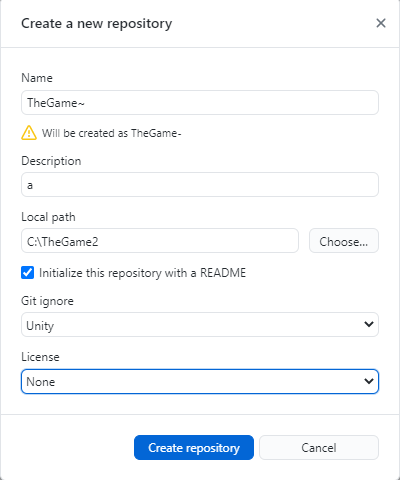 Create a new repository
Name
TheGame~
Will be created as TheGame-
Description
a
Local path
C:\TheGame2
Choose...
Initialize this repository with a README
Git ignore
Unity
License
None
Create repository
Cancel